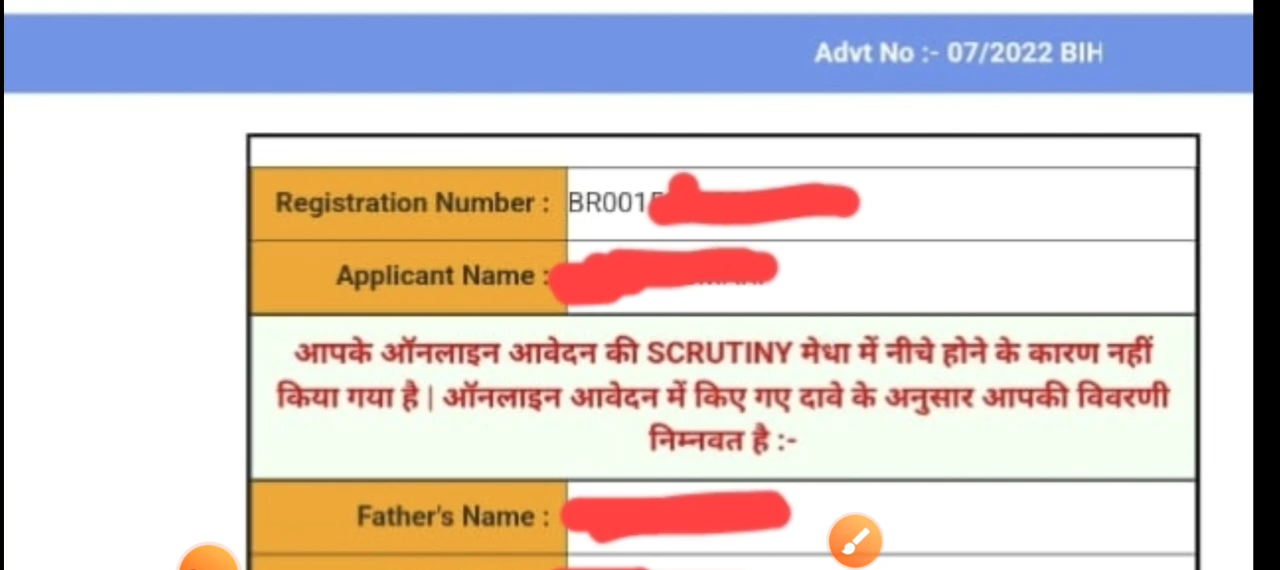 Advt No :- 07/2022 BIH
Registration Number : BR001
Applicant Name :
आपके ऑनलाइन आवेदन की SCRUTINY मेधा में नीचे होने के कारण नहीं
किया गया है | ऑनलाइन आवेदन में किए गए दावे के अनुसार आपकी विवरणी
निम्नवत है :-
Father's Name :